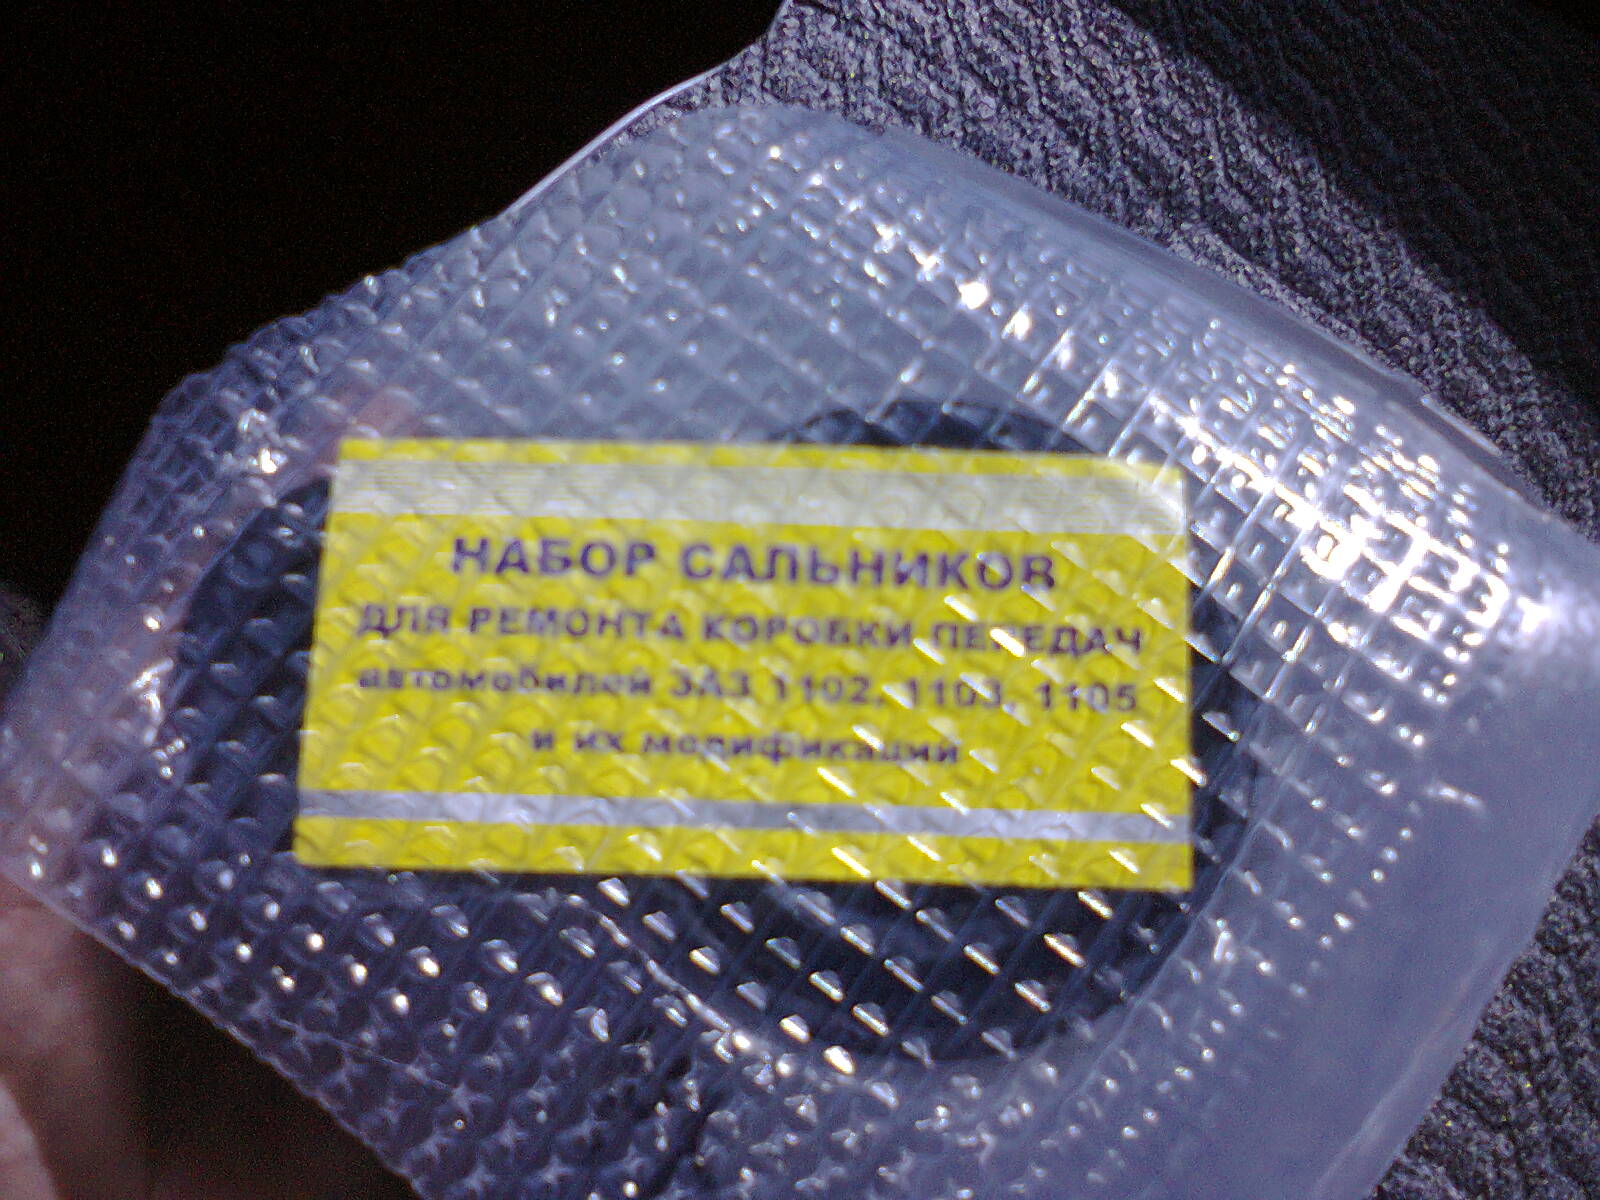 НАБОР САЛЬНИКОВ
ДЛЯ РЕМОНТА КОРОБКИ ПЕРЕДАЧ
автомобилей ЗАЗ 1102, 1103, 1105
и их модификаций